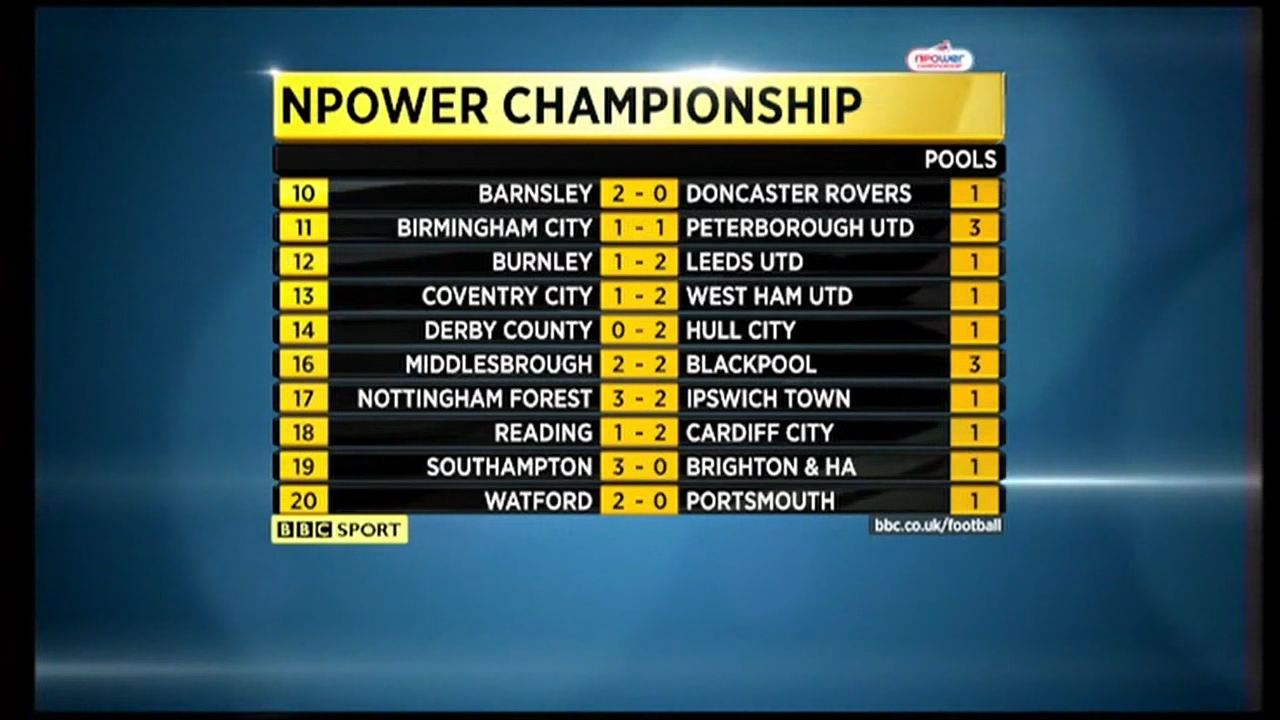 npower
NPOWER CHAMPIONSHIP
POOLS
10 BARNSLEY 2 - 0 DONCASTER ROVERS 1
11 BIRMINGHAM CITY 1 - 1 PETERBOROUGH UTD 3
12 BURNLEY 1 - 2 LEEDS UTD 1
13 COVENTRY CITY 1 - 2 WEST HAM UTD 1
14 DERBY COUNTY 0 - 2 HULL CITY 1
16 MIDDLESBROUGH 2 - 2 BLACKPOOL 3
17 NOTTINGHAM FOREST 3 - 2 IPSWICH TOWN 1
18 READING 1 - 2 CARDIFF CITY 1
19 SOUTHAMPTON 3 - 0 BRIGHTON & HA 1
20 WATFORD 2 - 0 PORTSMOUTH 1
BBC SPORT bbc.co.uk/football